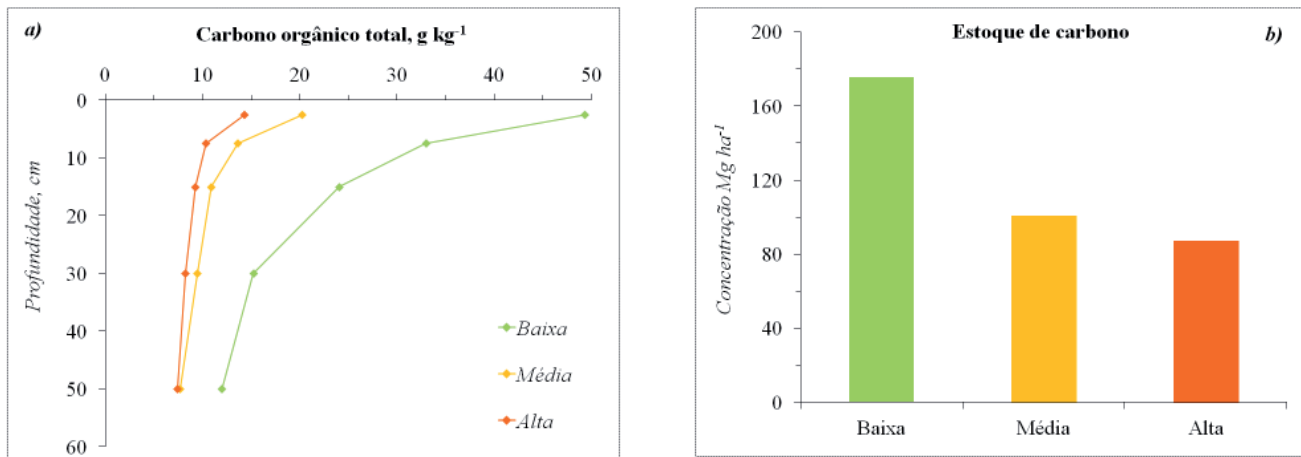 a)
Carbono orgânico total, g kg⁻¹
0 10 20 30 40 50
Profundidade, cm
0
10
20
30
40
50
60
Baixa
Média
Alta
Estoque de carbono
b)
Concentração Mg ha⁻¹
200
160
120
80
40
0
Baixa Média Alta